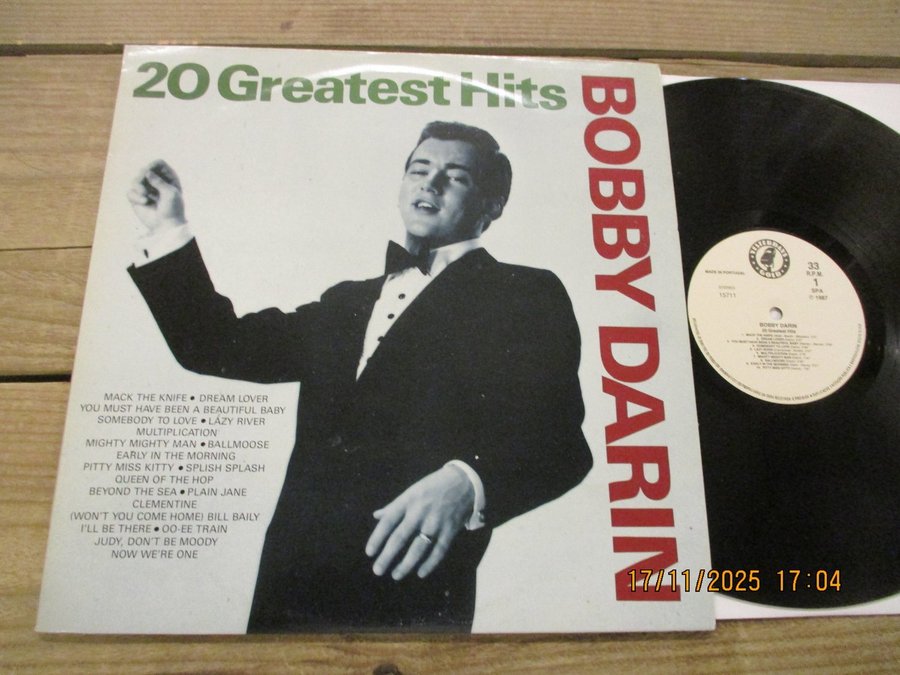 20 Greatest Hits
BOBBY DARIN
MACK THE KNIFE • DREAM LOVER
YOU MUST HAVE BEEN A BEAUTIFUL BABY
SOMEBODY TO LOVE • LAZY RIVER
MULTIPLICATION
MIGHTY MIGHTY MAN • BALLMOOSE
EARLY IN THE MORNING
PITTY MISS KITTY • SPLISH SPLASH
QUEEN OF THE HOP
BEYOND THE SEA • PLAIN JANE
CLEMENTINE
(WON'T YOU COME HOME) BILL BAILY
I'LL BE THERE • OO-EE TRAIN
JUDY, DON'T BE MOODY
NOW WE'RE ONE
YESTERDAYS
GOLD
MADE IN PORTUGAL
33
R.P.M.
1
STEREO
15711
SPA
℗ 1987
BOBBY DARIN
20 Greatest Hits
17/11/2025 17:04